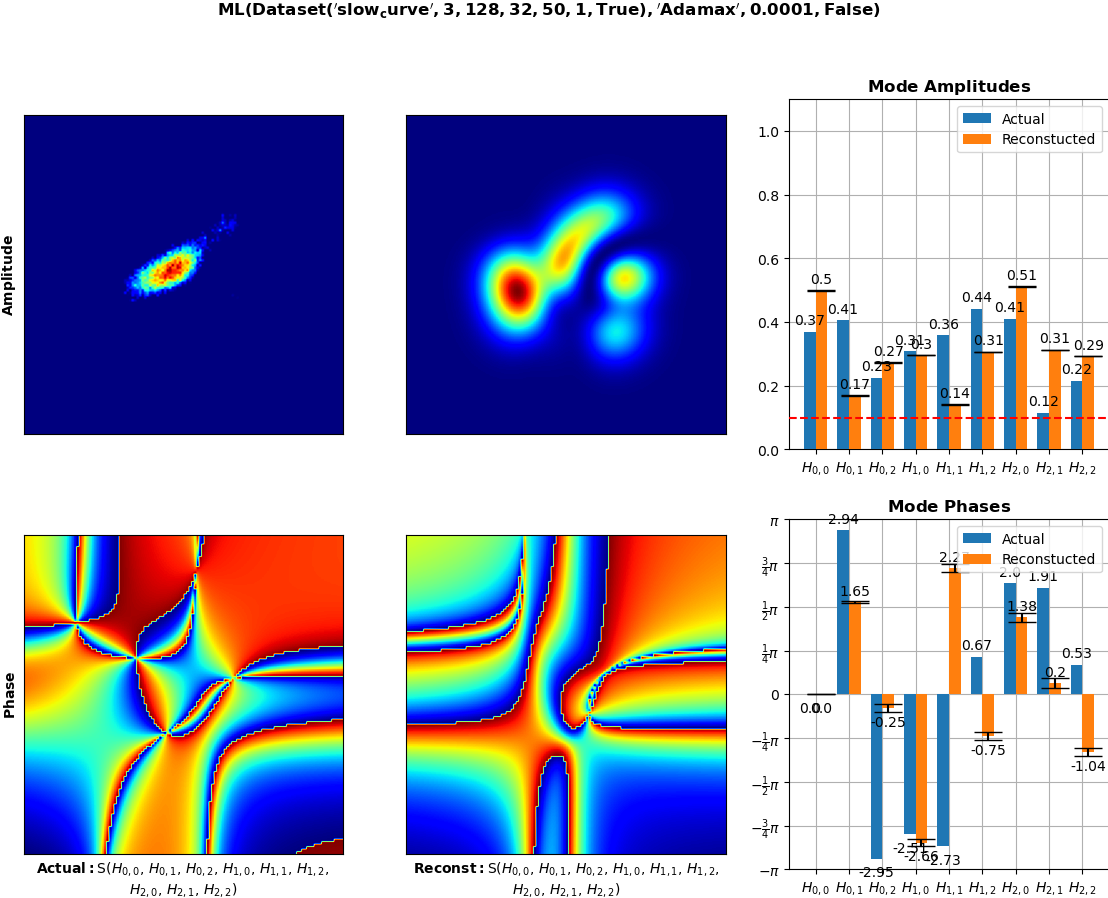 ML(Dataset('slow_curve', 3, 128, 32, 50, 1, True), 'Adamax', 0.0001, False)
Amplitude
Mode Amplitudes
Actual
Reconstucted
1.0
0.8
0.6
0.4
0.2
0.0
0.37
0.5
0.41
0.17
0.23
0.27
0.31
0.3
0.36
0.14
0.44
0.31
0.41
0.51
0.12
0.31
0.22
0.29
H0,0 H0,1 H0,2 H1,0 H1,1 H1,2 H2,0 H2,1 H2,2
Phase
Mode Phases
Actual
Reconstucted
π
3/4π
1/2π
1/4π
0
−1/4π
−1/2π
−3/4π
−π
0.0
0.0
2.94
1.65
-2.95
-0.25
-2.51
-2.66
-2.73
0.67
-0.75
2.0
1.38
1.91
0.2
0.53
-1.04
H0,0 H0,1 H0,2 H1,0 H1,1 H1,2 H2,0 H2,1 H2,2
Actual: S(H0,0, H0,1, H0,2, H1,0, H1,1, H1,2,
H2,0, H2,1, H2,2)
Reconst: S(H0,0, H0,1, H0,2, H1,0, H1,1, H1,2,
H2,0, H2,1, H2,2)